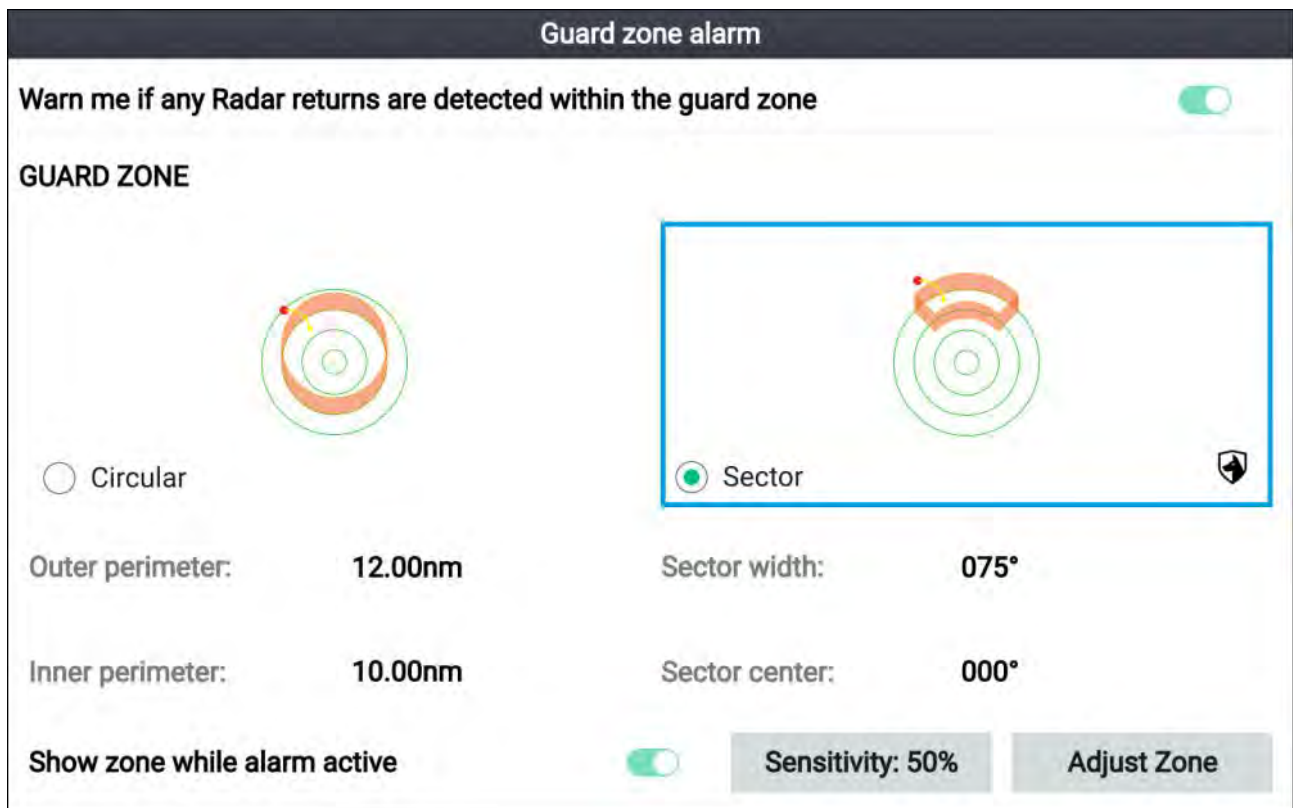 Guard zone alarm
Warn me if any Radar returns are detected within the guard zone
GUARD ZONE
Circular
Sector
Outer perimeter: 12.00nm Sector width: 075°
Inner perimeter: 10.00nm Sector center: 000°
Show zone while alarm active Sensitivity: 50% Adjust Zone